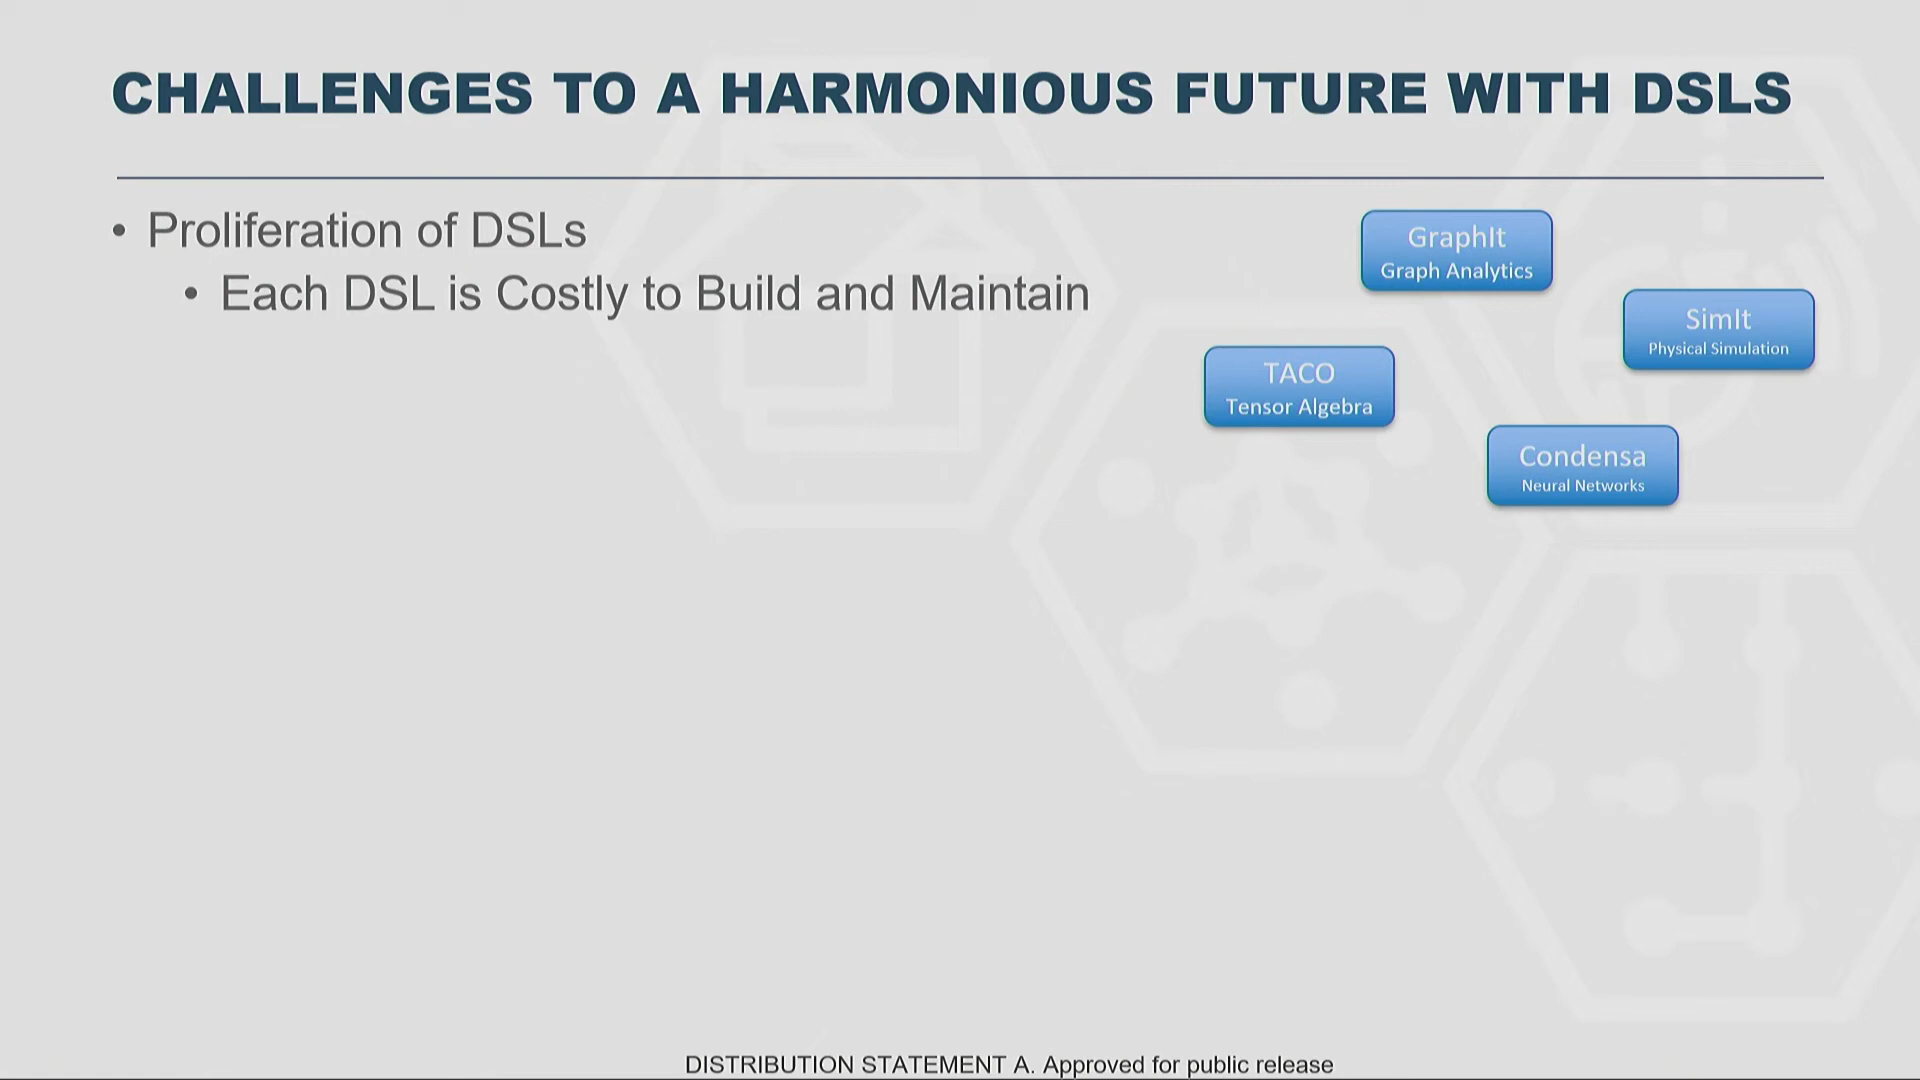 CHALLENGES TO A HARMONIOUS FUTURE WITH DSLS
• Proliferation of DSLs
• Each DSL is Costly to Build and Maintain
GraphIt
Graph Analytics
SimIt
Physical Simulation
TACO
Tensor Algebra
Condensa
Neural Networks
DISTRIBUTION STATEMENT A. Approved for public release